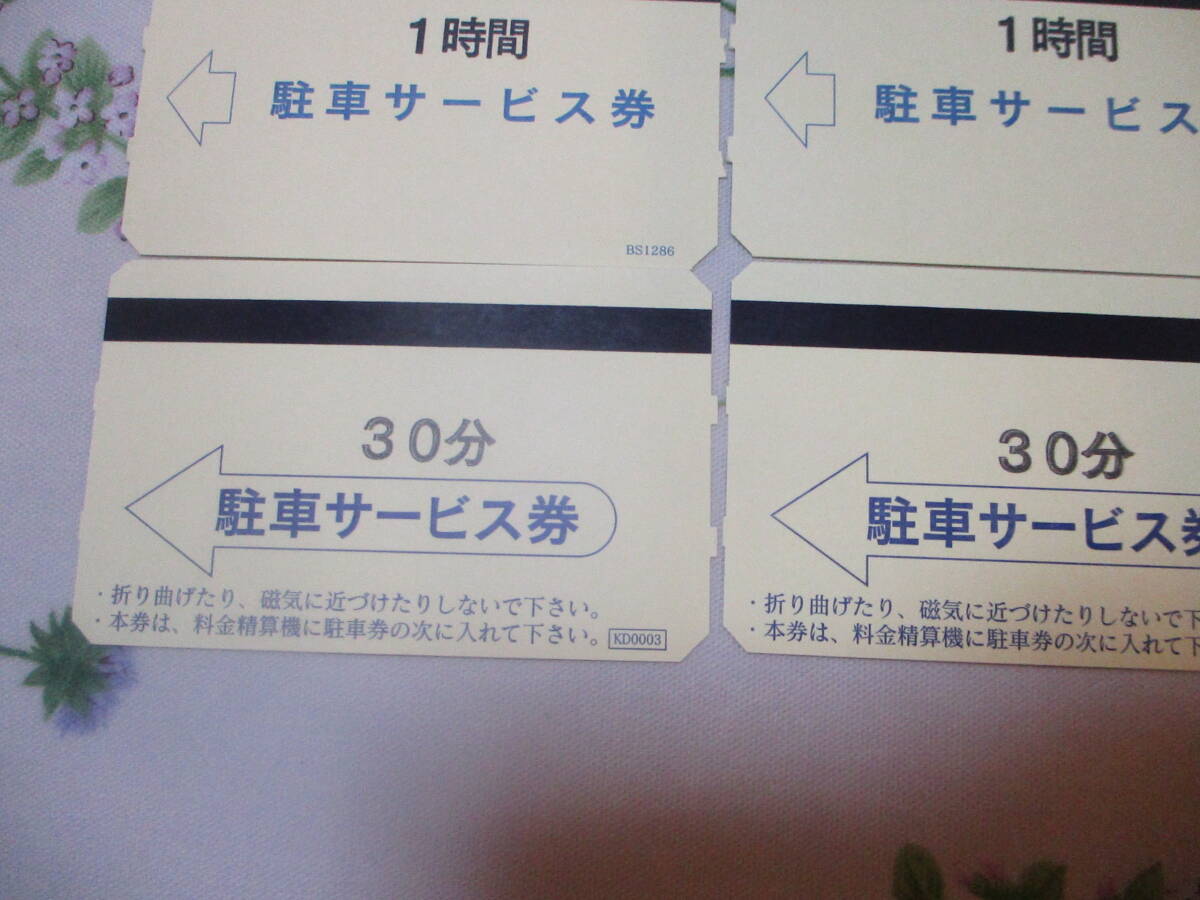 1時間
駐車サービス券
BS1286
1時間
駐車サービス
30分
駐車サービス券
・折り曲げたり、磁気に近づけたりしないで下さい。
・本券は、料金精算機に駐車券の次に入れて下さい。 KD0003
30分
駐車サービス券
・折り曲げたり、磁気に近づけたりしないで下
・本券は、料金精算機に駐車券の次に入れて下